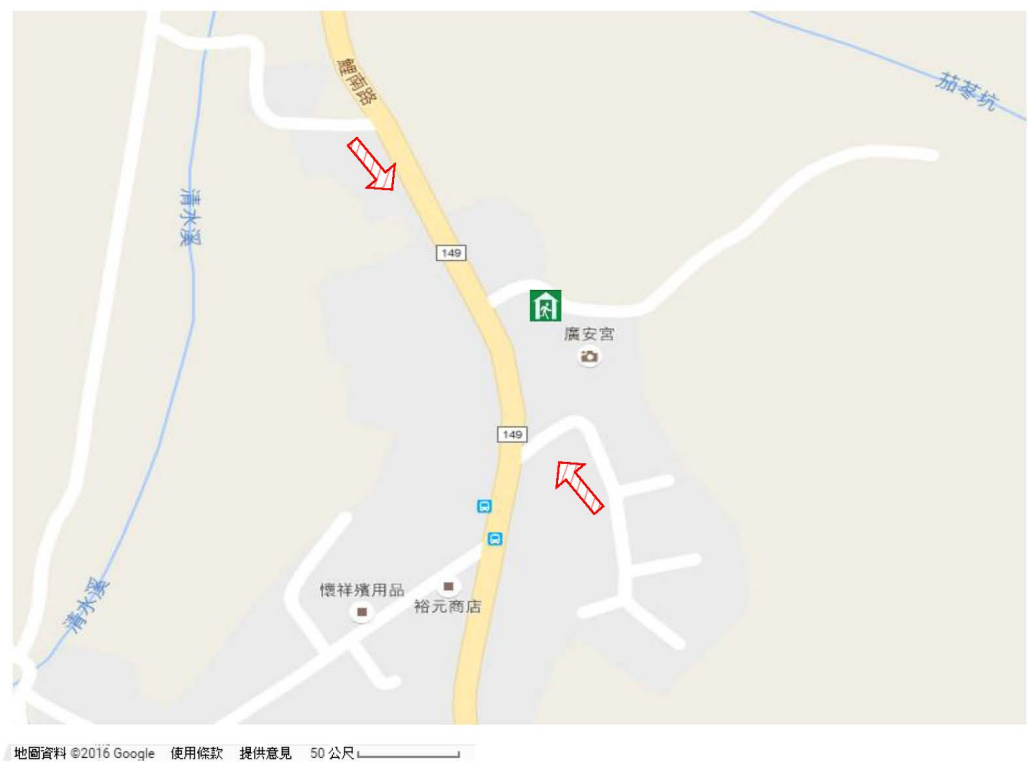 鯉南路
茄苳坑
清水溪
149
廣安宮
149
清水溪
懷祥殯用品
裕元商店
地圖資料 ©2016 Google 使用條款 提供意見 50 公尺